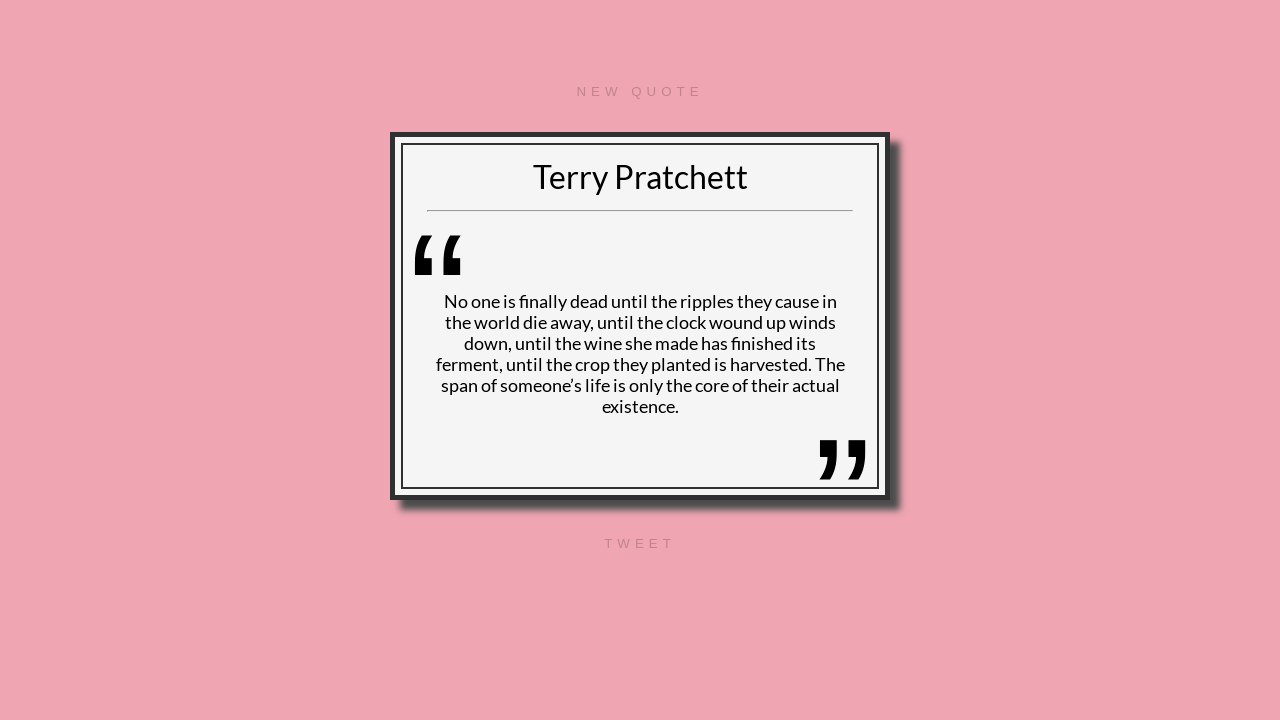 NEW QUOTE
Terry Pratchett
“
No one is finally dead until the ripples they cause in
the world die away, until the clock wound up winds
down, until the wine she made has finished its
ferment, until the crop they planted is harvested. The
span of someone’s life is only the core of their actual
existence.
”
TWEET